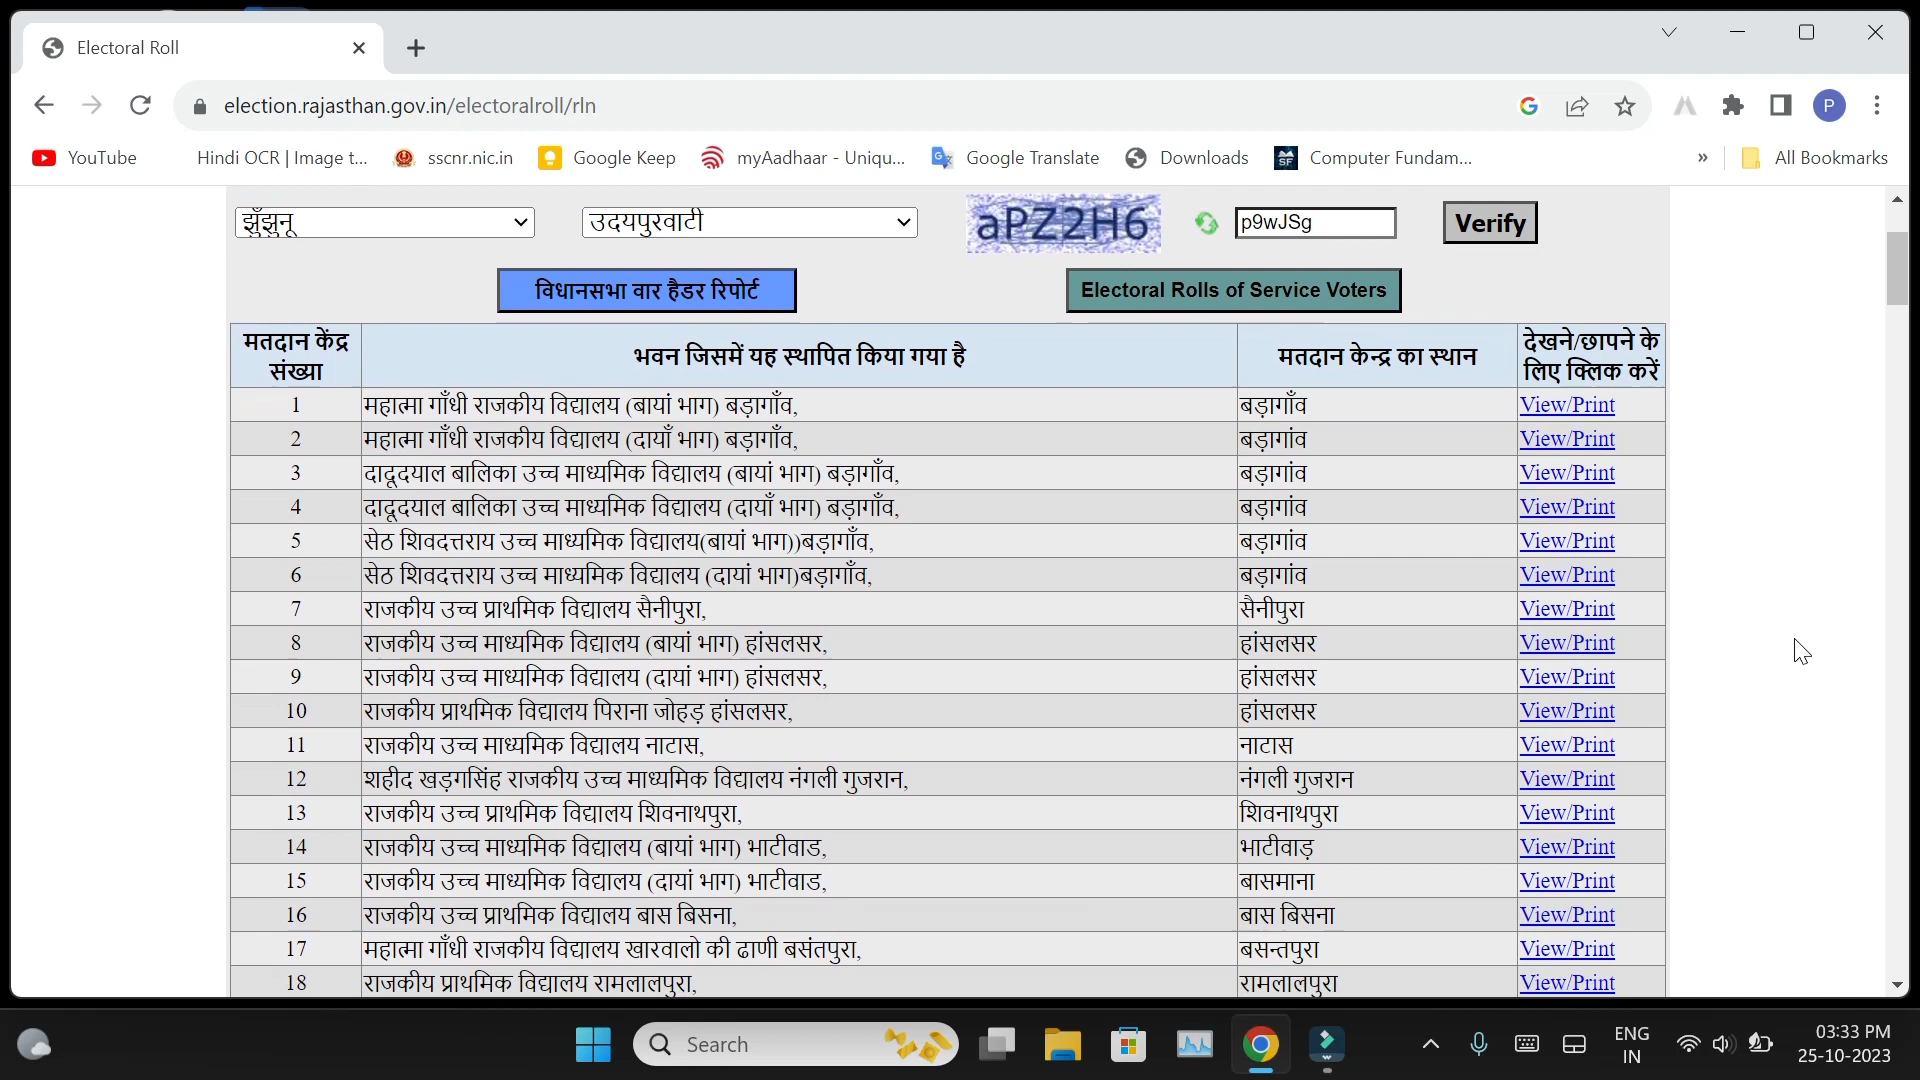 Electoral Roll
election.rajasthan.gov.in/electoralroll/rln
P
YouTube Hindi OCR | Image t... sscnr.nic.in Google Keep myAadhaar - Uniqu... Google Translate Downloads SF Computer Fundam... » All Bookmarks
झुँझुनू उदयपुरवाटी aPZ2H6 p9wJSg Verify
विधानसभा वार हैडर रिपोर्ट Electoral Rolls of Service Voters
मतदान केंद्र संख्या भवन जिसमें यह स्थापित किया गया है मतदान केन्द्र का स्थान देखने/छापने के लिए क्लिक करें
1 महात्मा गाँधी राजकीय विद्यालय (बायां भाग) बड़ागाँव, बड़ागाँव View/Print
2 महात्मा गाँधी राजकीय विद्यालय (दायाँ भाग) बड़ागाँव, बड़ागांव View/Print
3 दादूदयाल बालिका उच्च माध्यमिक विद्यालय (बायां भाग) बड़ागाँव, बड़ागांव View/Print
4 दादूदयाल बालिका उच्च माध्यमिक विद्यालय (दायाँ भाग) बड़ागाँव, बड़ागांव View/Print
5 सेठ शिवदत्तराय उच्च माध्यमिक विद्यालय(बायां भाग))बड़ागाँव, बड़ागांव View/Print
6 सेठ शिवदत्तराय उच्च माध्यमिक विद्यालय (दायां भाग)बड़ागाँव, बड़ागांव View/Print
7 राजकीय उच्च प्राथमिक विद्यालय सैनीपुरा, सैनीपुरा View/Print
8 राजकीय उच्च माध्यमिक विद्यालय (बायां भाग) हांसलसर, हांसलसर View/Print
9 राजकीय उच्च माध्यमिक विद्यालय (दायां भाग) हांसलसर, हांसलसर View/Print
10 राजकीय प्राथमिक विद्यालय पिराना जोहड़ हांसलसर, हांसलसर View/Print
11 राजकीय उच्च माध्यमिक विद्यालय नाटास, नाटास View/Print
12 शहीद खड़गसिंह राजकीय उच्च माध्यमिक विद्यालय नंगली गुजरान, नंगली गुजरान View/Print
13 राजकीय उच्च प्राथमिक विद्यालय शिवनाथपुरा, शिवनाथपुरा View/Print
14 राजकीय उच्च माध्यमिक विद्यालय (बायां भाग) भाटीवाड, भाटीवाड़ View/Print
15 राजकीय उच्च माध्यमिक विद्यालय (दायां भाग) भाटीवाड, बासमाना View/Print
16 राजकीय उच्च प्राथमिक विद्यालय बास बिसना, बास बिसना View/Print
17 महात्मा गाँधी राजकीय विद्यालय खारवालो की ढाणी बसंतपुरा, बसन्तपुरा View/Print
18 राजकीय प्राथमिक विद्यालय रामलालपुरा, रामलालपुरा View/Print
Search ENG IN 03:33 PM
25-10-2023